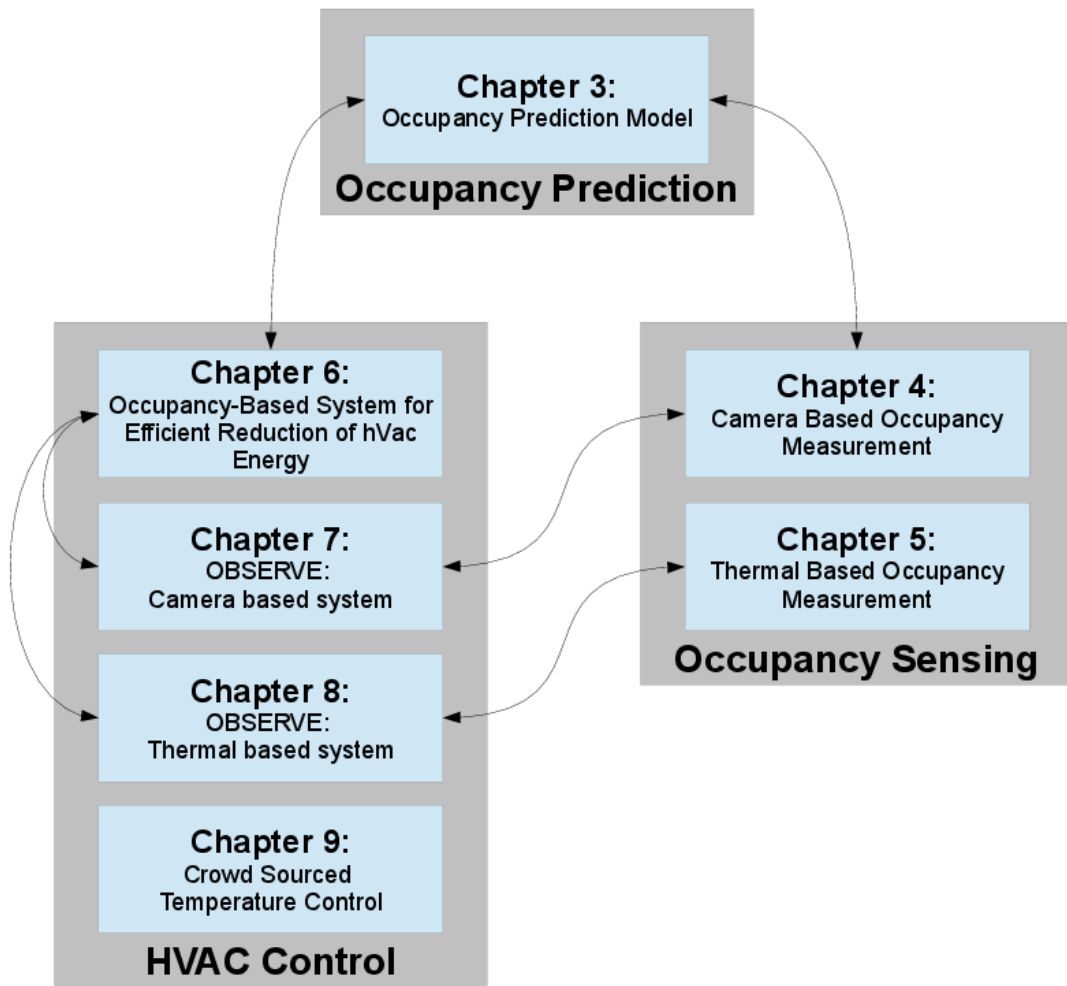 Chapter 3:
Occupancy Prediction Model
Occupancy Prediction
Chapter 6:
Occupancy-Based System for
Efficient Reduction of hVac
Energy
Chapter 7:
OBSERVE:
Camera based system
Chapter 8:
OBSERVE:
Thermal based system
Chapter 9:
Crowd Sourced
Temperature Control
HVAC Control
Chapter 4:
Camera Based Occupancy
Measurement
Chapter 5:
Thermal Based Occupancy
Measurement
Occupancy Sensing